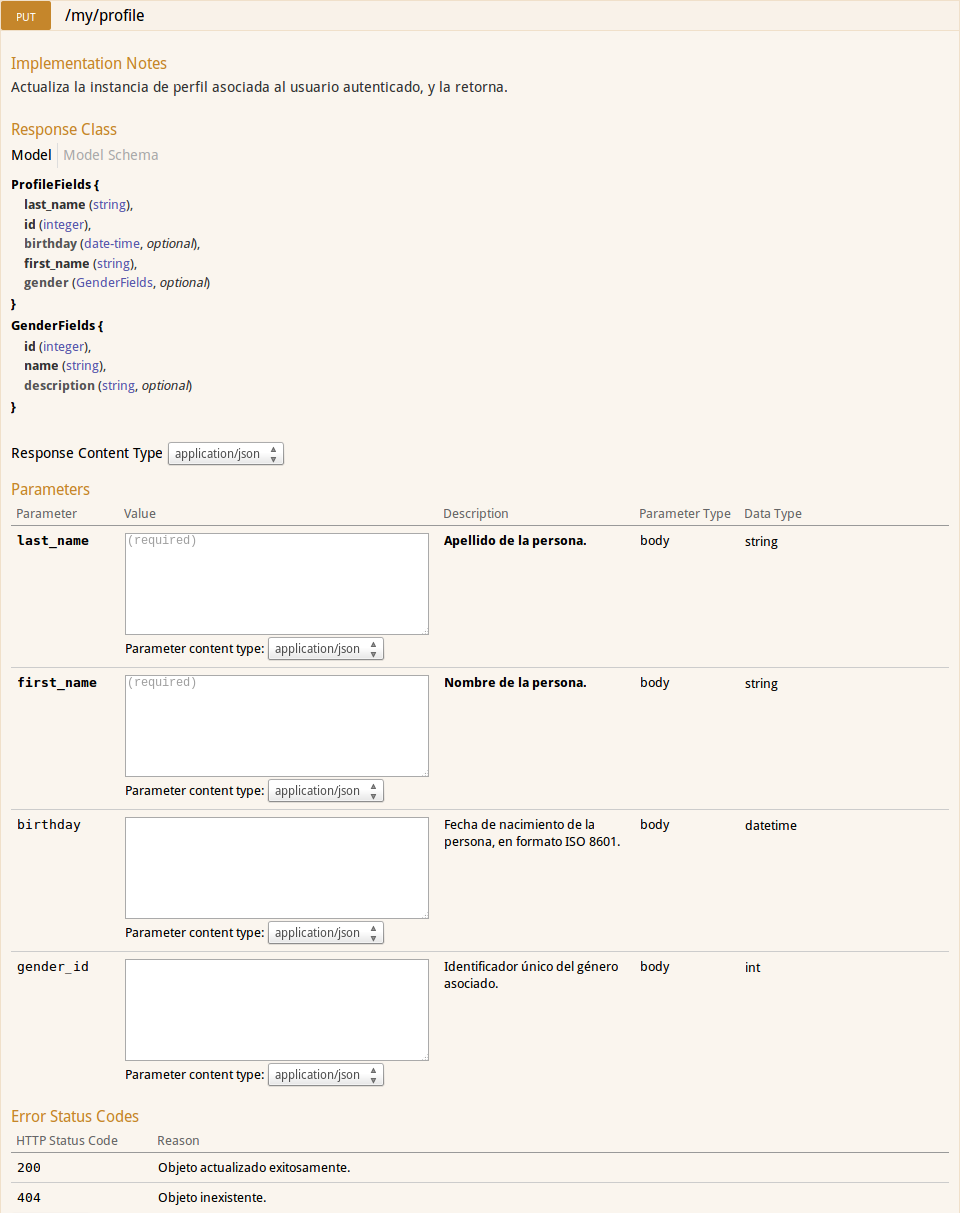 PUT /my/profile
Implementation Notes
Actualiza la instancia de perfil asociada al usuario autenticado, y la retorna.
Response Class
Model Model Schema
ProfileFields {
last_name (string),
id (integer),
birthday (date-time, optional),
first_name (string),
gender (GenderFields, optional)
}
GenderFields {
id (integer),
name (string),
description (string, optional)
}
Response Content Type application/json
Parameters
Parameter Value Description Parameter Type Data Type
last_name (required) Apellido de la persona. body string
Parameter content type: application/json
first_name (required) Nombre de la persona. body string
Parameter content type: application/json
birthday Fecha de nacimiento de la body datetime
persona, en formato ISO 8601.
Parameter content type: application/json
gender_id Identificador único del género body int
asociado.
Parameter content type: application/json
Error Status Codes
HTTP Status Code Reason
200 Objeto actualizado exitosamente.
404 Objeto inexistente.